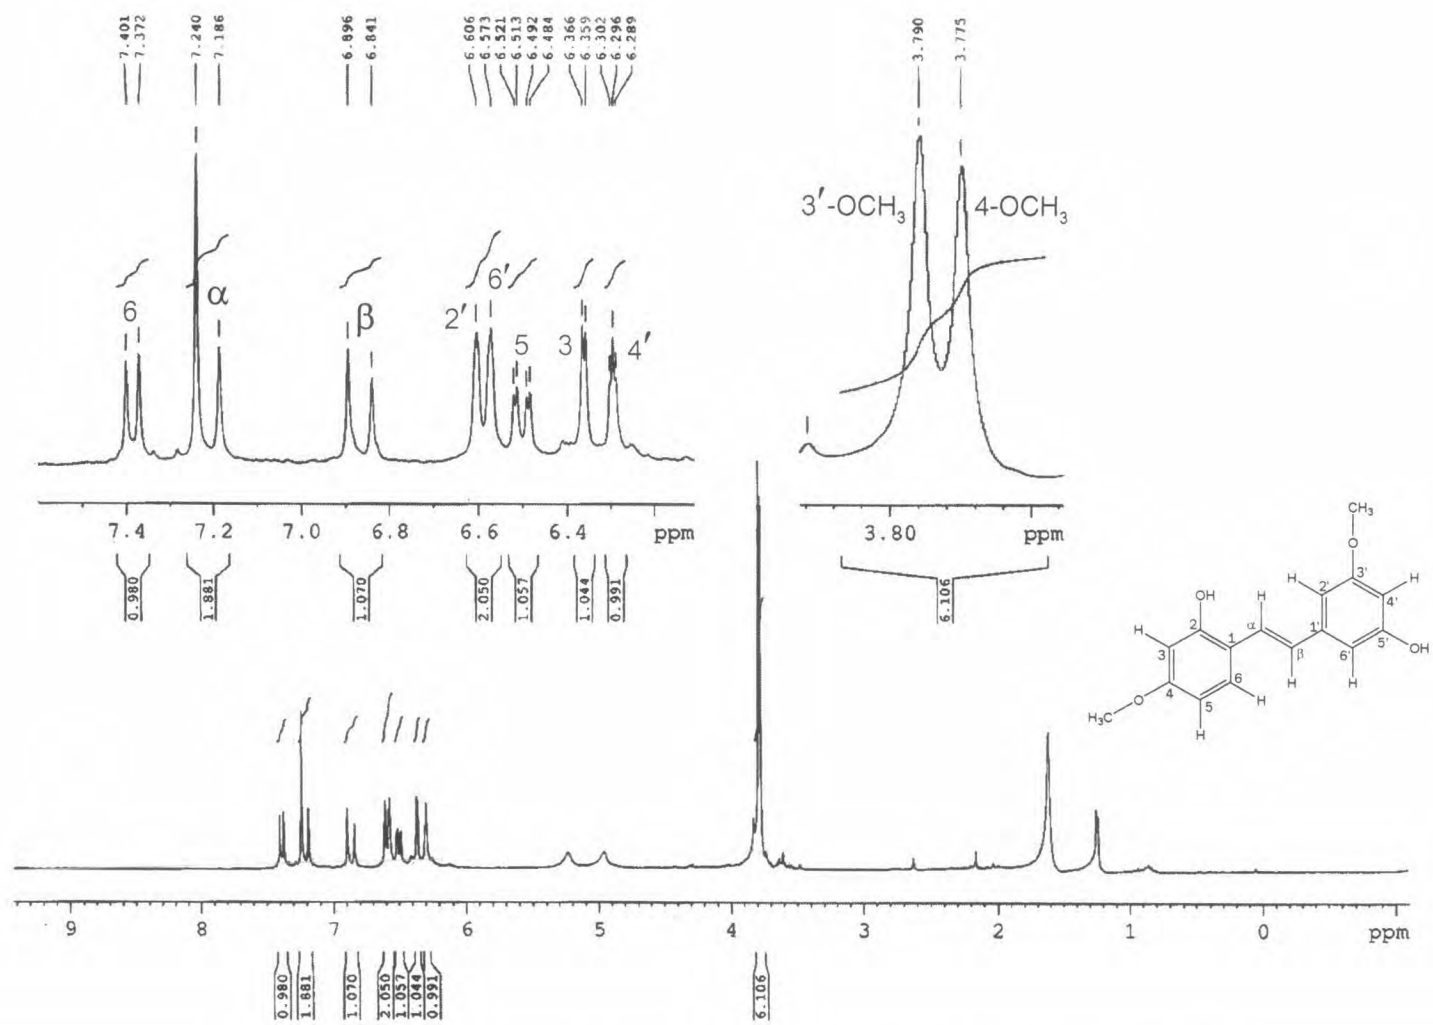 7.401
7.372
7.240
7.186
6.896
6.841
6.606
6.573
6.521
6.513
6.492
6.484
6.366
6.359
6.302
6.296
6.289
3.790
3.775
6
α
β
2'
6'
5
3
4'
3'-OCH3
4-OCH3
7.4 7.2 7.0 6.8 6.6 6.4 ppm
3.80 ppm
0.980
1.881
1.070
2.050
1.057
1.044
0.991
6.106
CH3
O
3'
H 2' H
4'
OH H
2 α 1' 5'
H 1 OH
3 β 6'
6
4 H H
O H
H3C 5
H
9 8 7 6 5 4 3 2 1 0 ppm
0.980
1.881
1.070
2.050
1.057
1.044
0.991
6.106